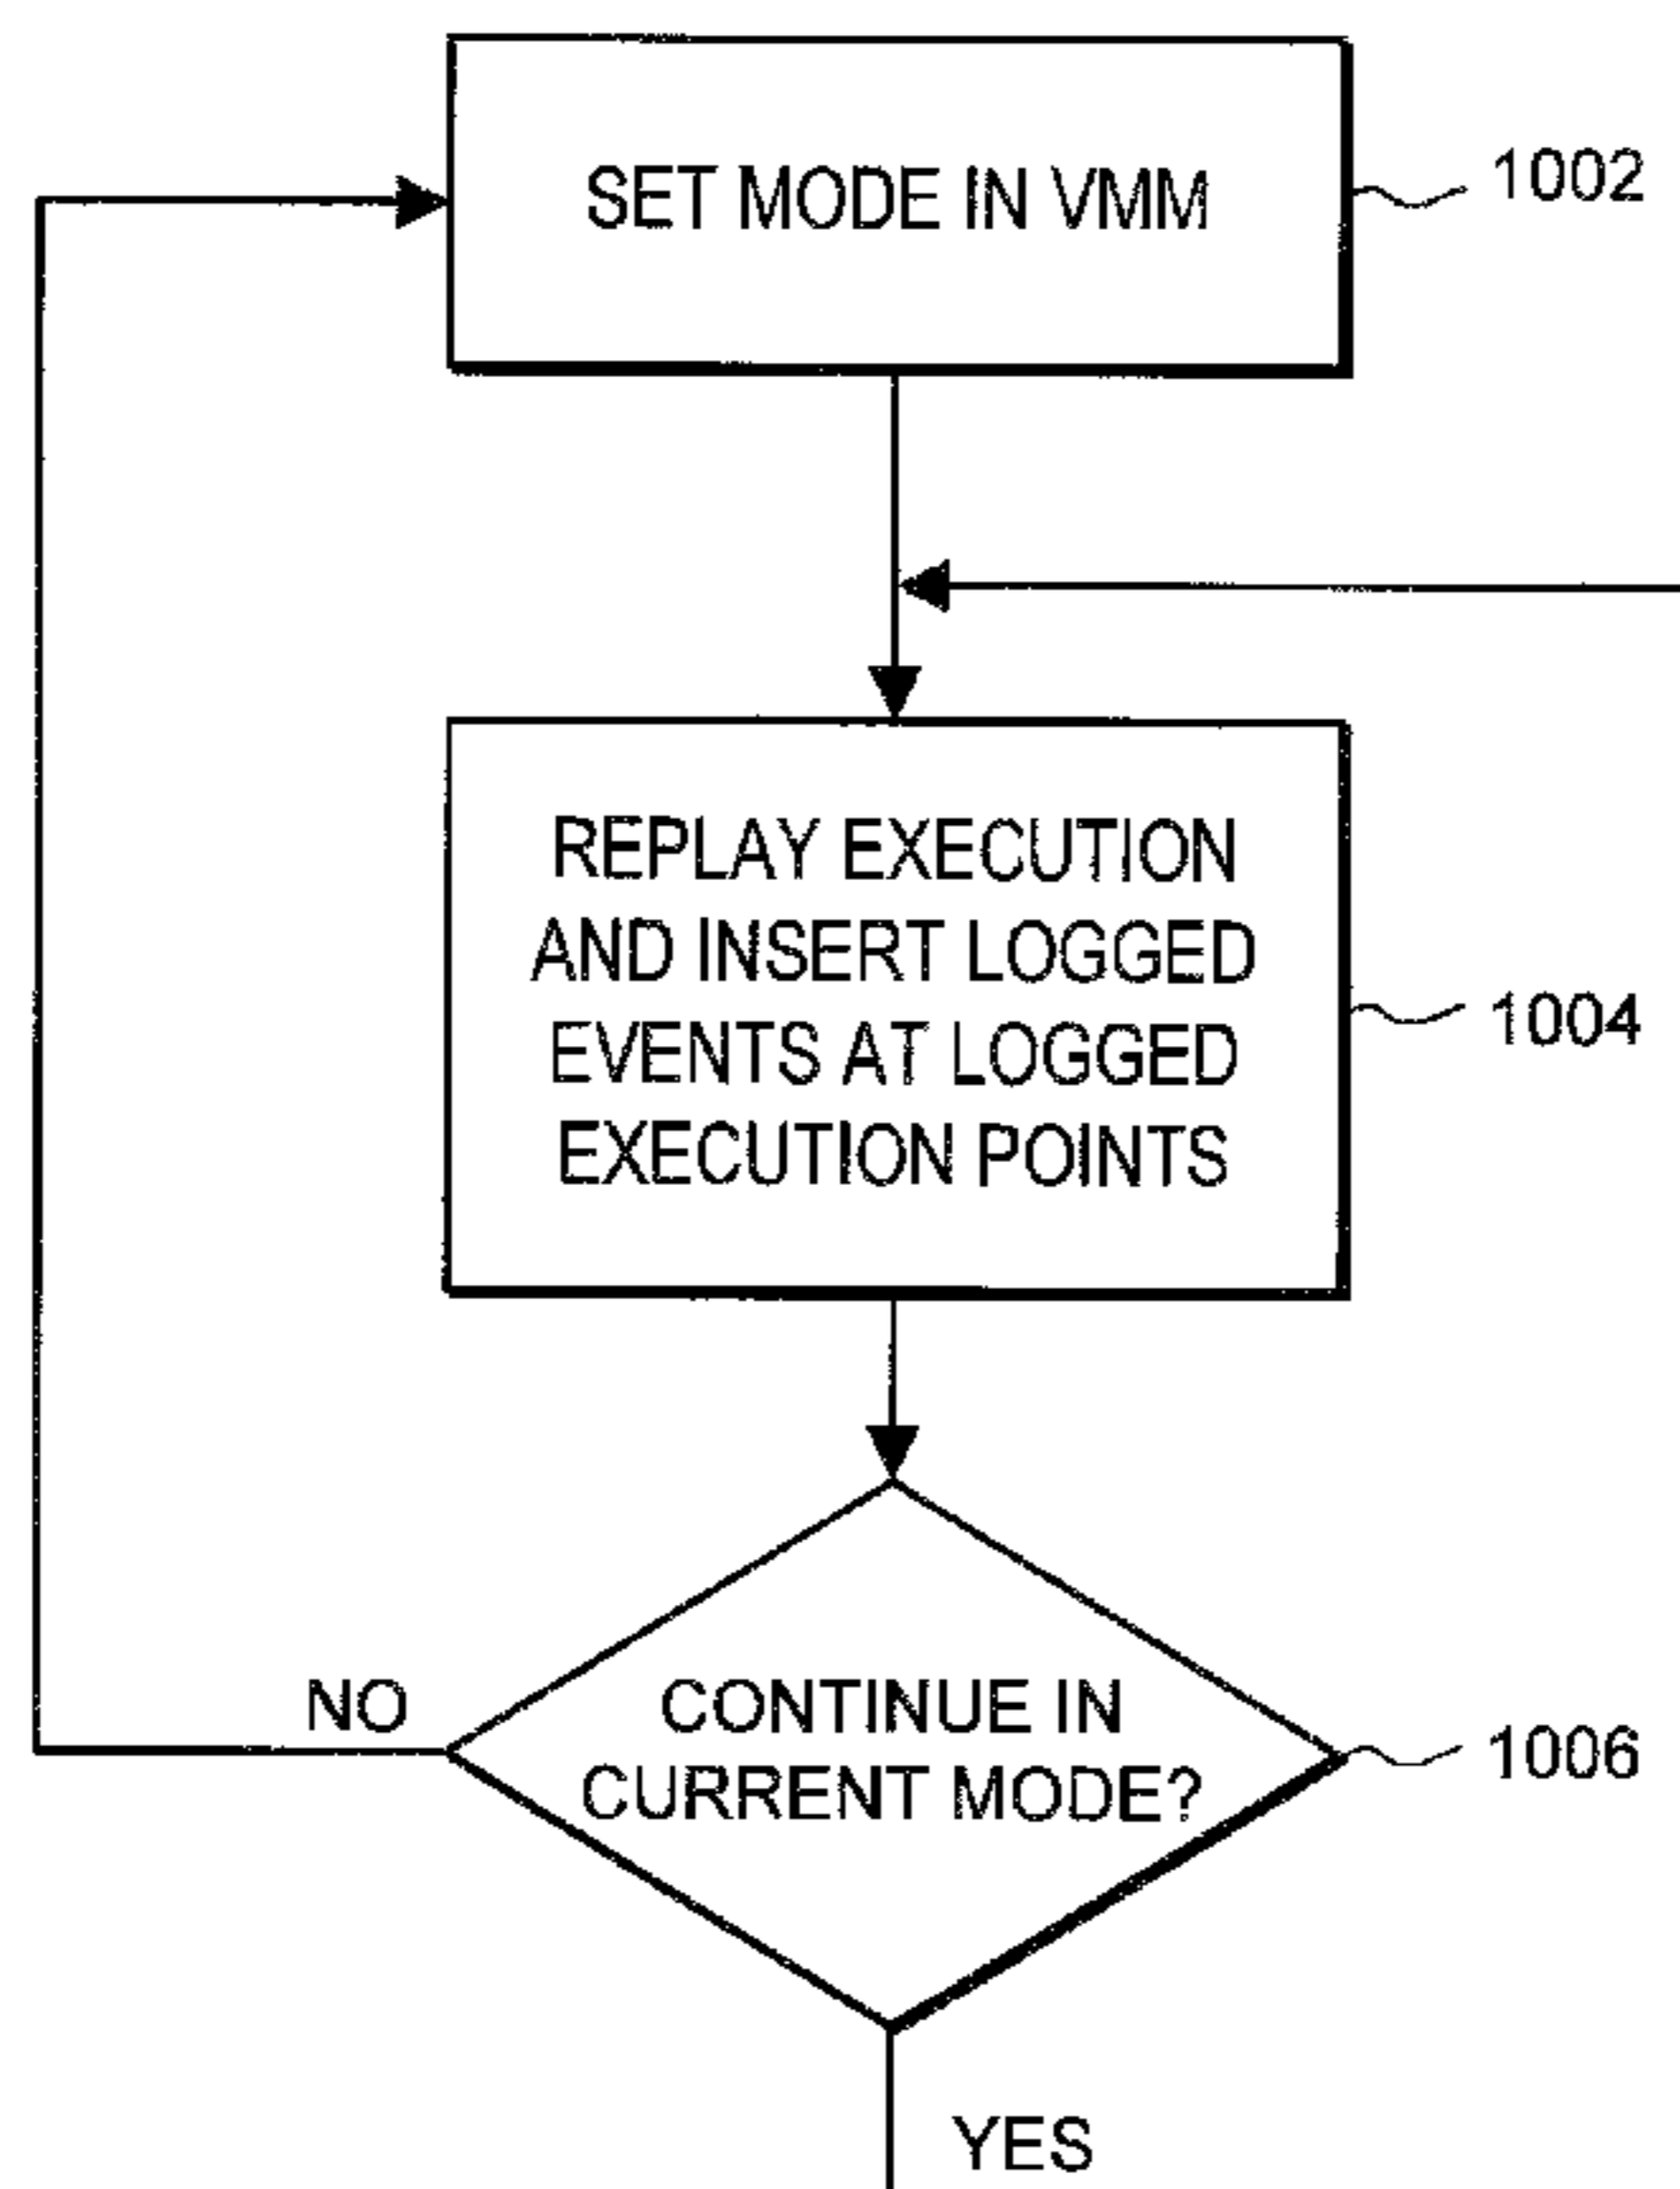 SET MODE IN VMM
1002
REPLAY EXECUTION
AND INSERT LOGGED
EVENTS AT LOGGED
EXECUTION POINTS
1004
NO
CONTINUE IN
CURRENT MODE?
1006
YES